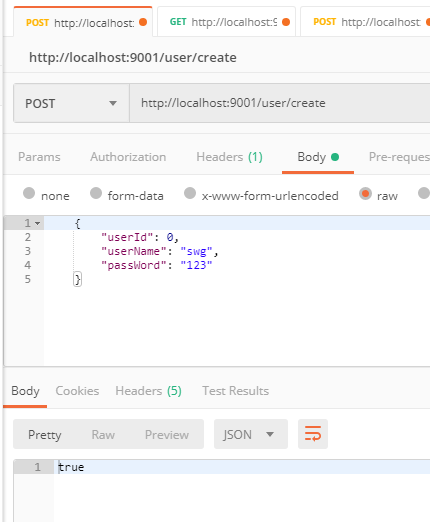 POST http://localhost: GET http://localhost:9 POST http://localhost
http://localhost:9001/user/create
POST http://localhost:9001/user/create
Params Authorization Headers (1) Body Pre-reques
none form-data x-www-form-urlencoded raw
1 {
2 "userId": 0,
3 "userName": "swg",
4 "passWord": "123"
5 }
Body Cookies Headers (5) Test Results
Pretty Raw Preview JSON
1 true